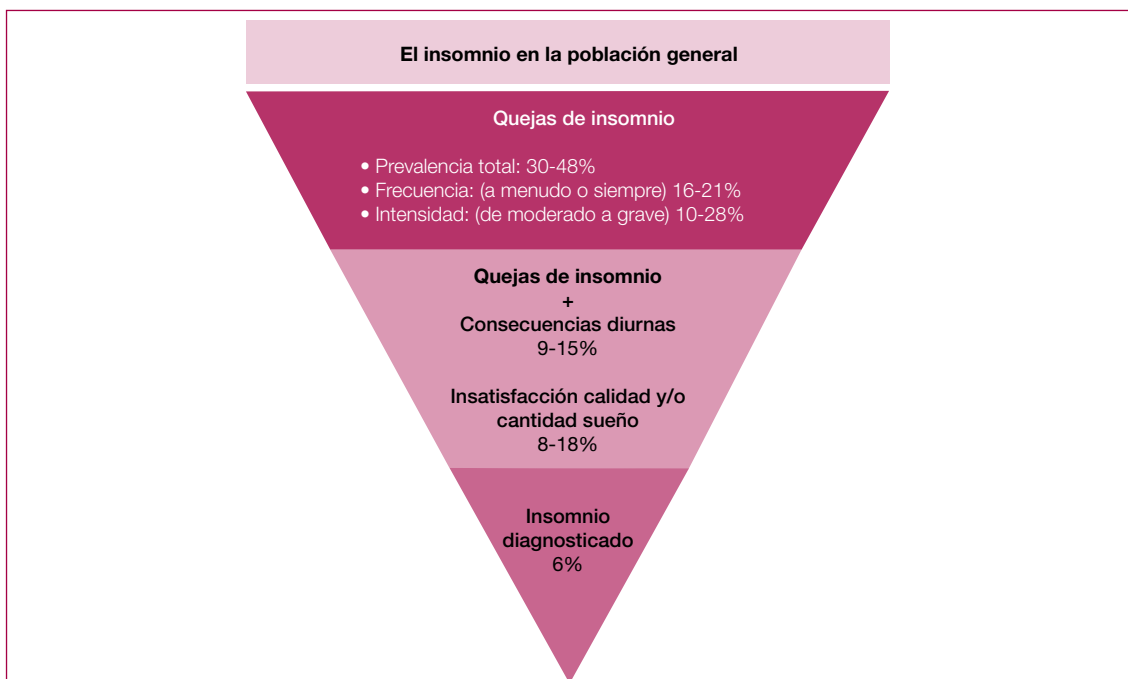 El insomnio en la población general
Quejas de insomnio
• Prevalencia total: 30-48%
• Frecuencia: (a menudo o siempre) 16-21%
• Intensidad: (de moderado a grave) 10-28%
Quejas de insomnio
+
Consecuencias diurnas
9-15%
Insatisfacción calidad y/o
cantidad sueño
8-18%
Insomnio
diagnosticado
6%